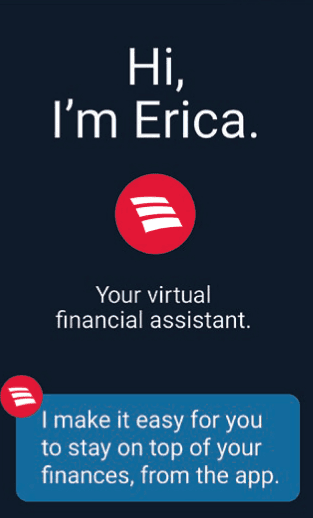 Hi,
I’m Erica.
Your virtual
financial assistant.
I make it easy for you
to stay on top of your
finances, from the app.